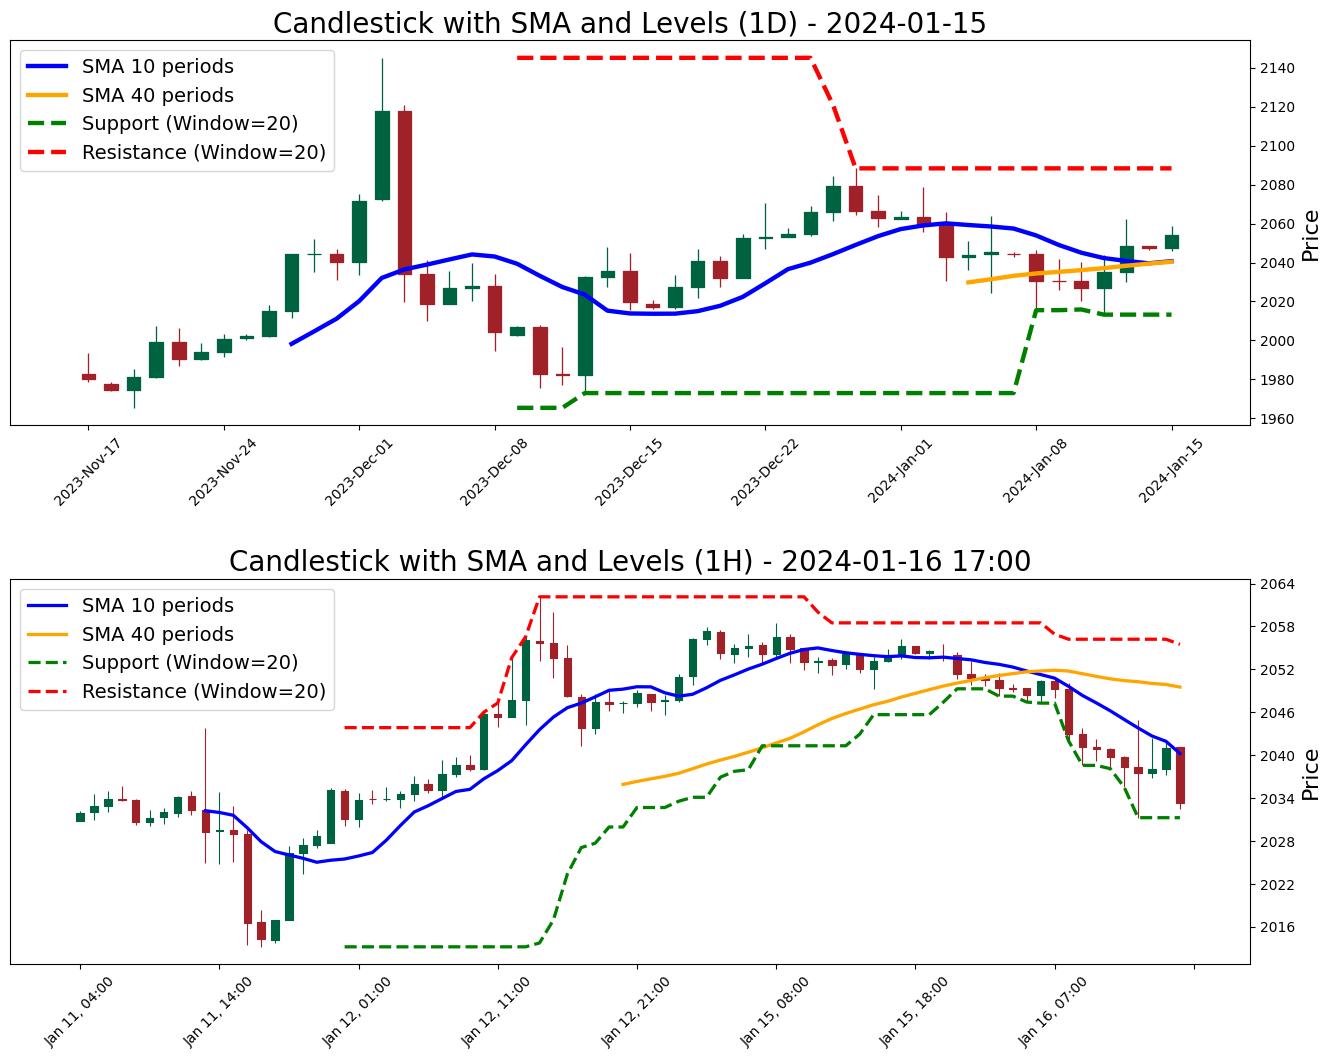 Candlestick with SMA and Levels (1D) - 2024-01-15
SMA 10 periods
SMA 40 periods
Support (Window=20)
Resistance (Window=20)
2140
2120
2100
2080
2060
2040
2020
2000
1980
1960
Price
2023-Nov-17
2023-Nov-24
2023-Dec-01
2023-Dec-08
2023-Dec-15
2023-Dec-22
2024-Jan-01
2024-Jan-08
2024-Jan-15
Candlestick with SMA and Levels (1H) - 2024-01-16 17:00
SMA 10 periods
SMA 40 periods
Support (Window=20)
Resistance (Window=20)
2064
2058
2052
2046
2040
2034
2028
2022
2016
Price
Jan 11, 04:00
Jan 11, 14:00
Jan 12, 01:00
Jan 12, 11:00
Jan 12, 21:00
Jan 15, 08:00
Jan 15, 18:00
Jan 16, 07:00